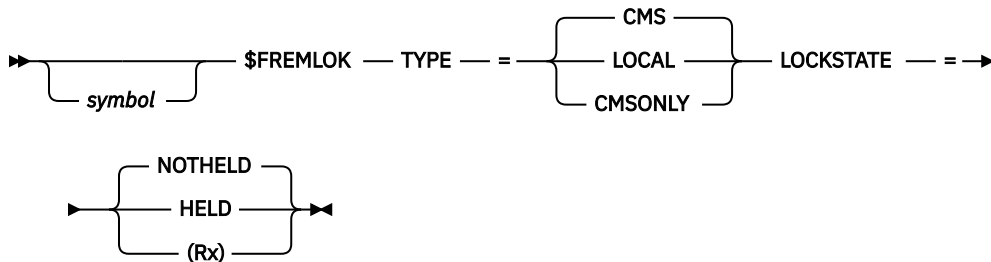 CMS
$FREMLOK TYPE = LOCAL LOCKSTATE =
symbol CMSONLY
NOTHELD
HELD
(Rx)